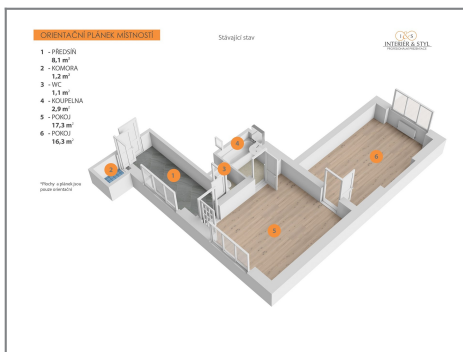 ORIENTAČNÍ PLÁNEK MÍSTNOSTÍ
Stávající stav
I S
INTERIER & STYL
1 - PŘEDSÍŇ
8,1 m²
2 - KOMORA
1,2 m²
3 - WC
1,1 m²
4 - KOUPELNA
2,9 m²
5 - POKOJ
17,3 m²
6 - POKOJ
16,3 m²
*Plochy a plánek jsou
pouze orientační
4
6
2
1
3
5